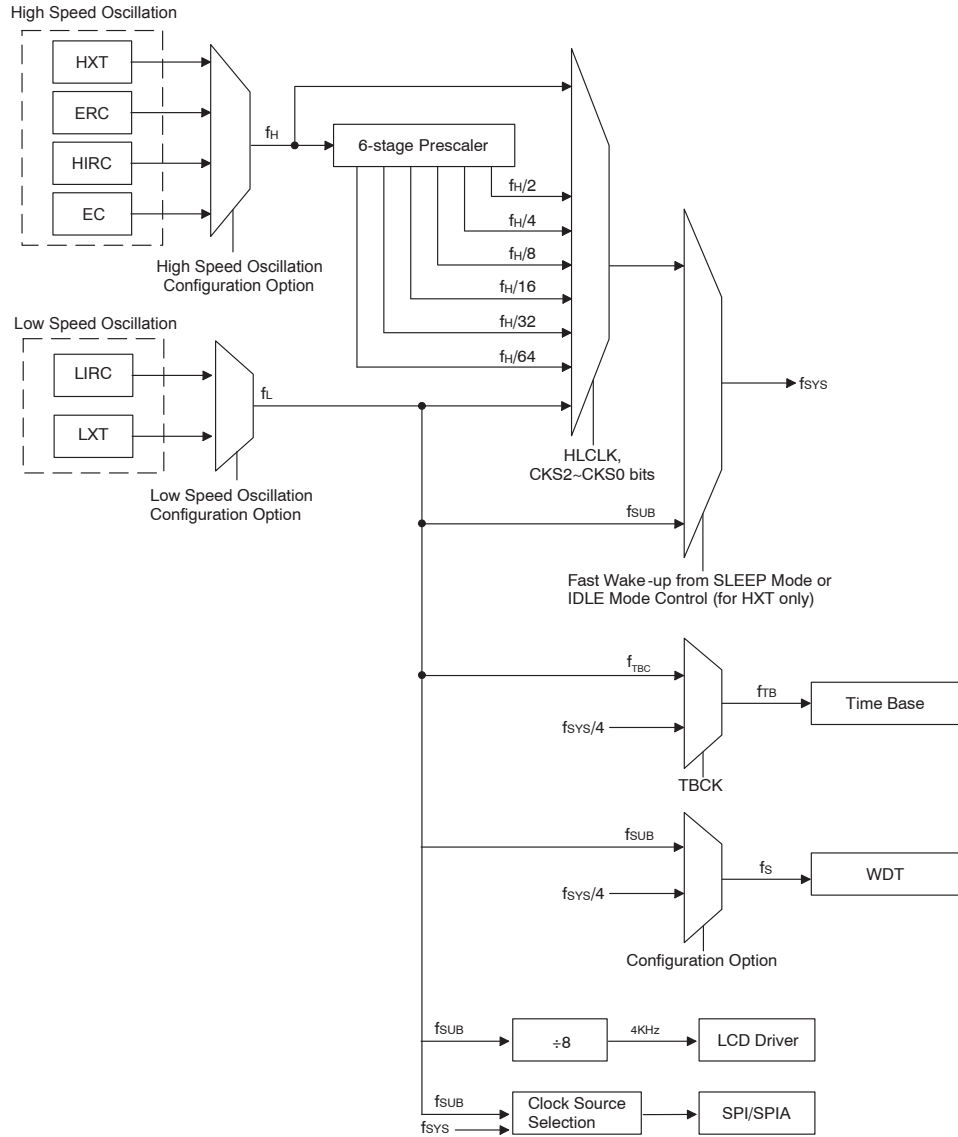 High Speed Oscillation
HXT
ERC
HIRC
EC
fH
6-stage Prescaler
fH/2
fH/4
fH/8
fH/16
fH/32
fH/64
High Speed Oscillation
Configuration Option
Low Speed Oscillation
LIRC
LXT
fL
Low Speed Oscillation
Configuration Option
HLCLK,
CKS2~CKS0 bits
fSYS
fSUB
Fast Wake-up from SLEEP Mode or
IDLE Mode Control (for HXT only)
fTBC
fSYS/4
fTB
Time Base
TBCK
fSUB
fSYS/4
fS
WDT
Configuration Option
fSUB
÷8
4KHz
LCD Driver
fSUB
fSYS
Clock Source
Selection
SPI/SPIA